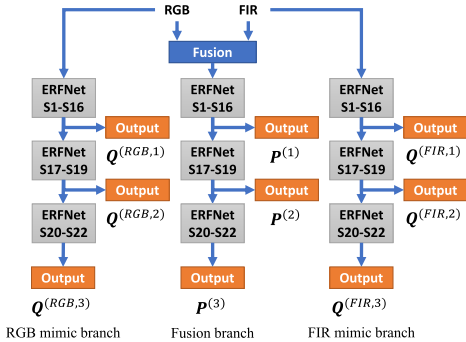 RGB FIR
Fusion
ERFNet ERFNet ERFNet
S1-S16 S1-S16 S1-S16
Output Output Output
Q^(RGB,1) P^(1) Q^(FIR,1)
ERFNet ERFNet ERFNet
S17-S19 S17-S19 S17-S19
Output Output Output
Q^(RGB,2) P^(2) Q^(FIR,2)
ERFNet ERFNet ERFNet
S20-S22 S20-S22 S20-S22
Output Output Output
Q^(RGB,3) P^(3) Q^(FIR,3)
RGB mimic branch Fusion branch FIR mimic branch